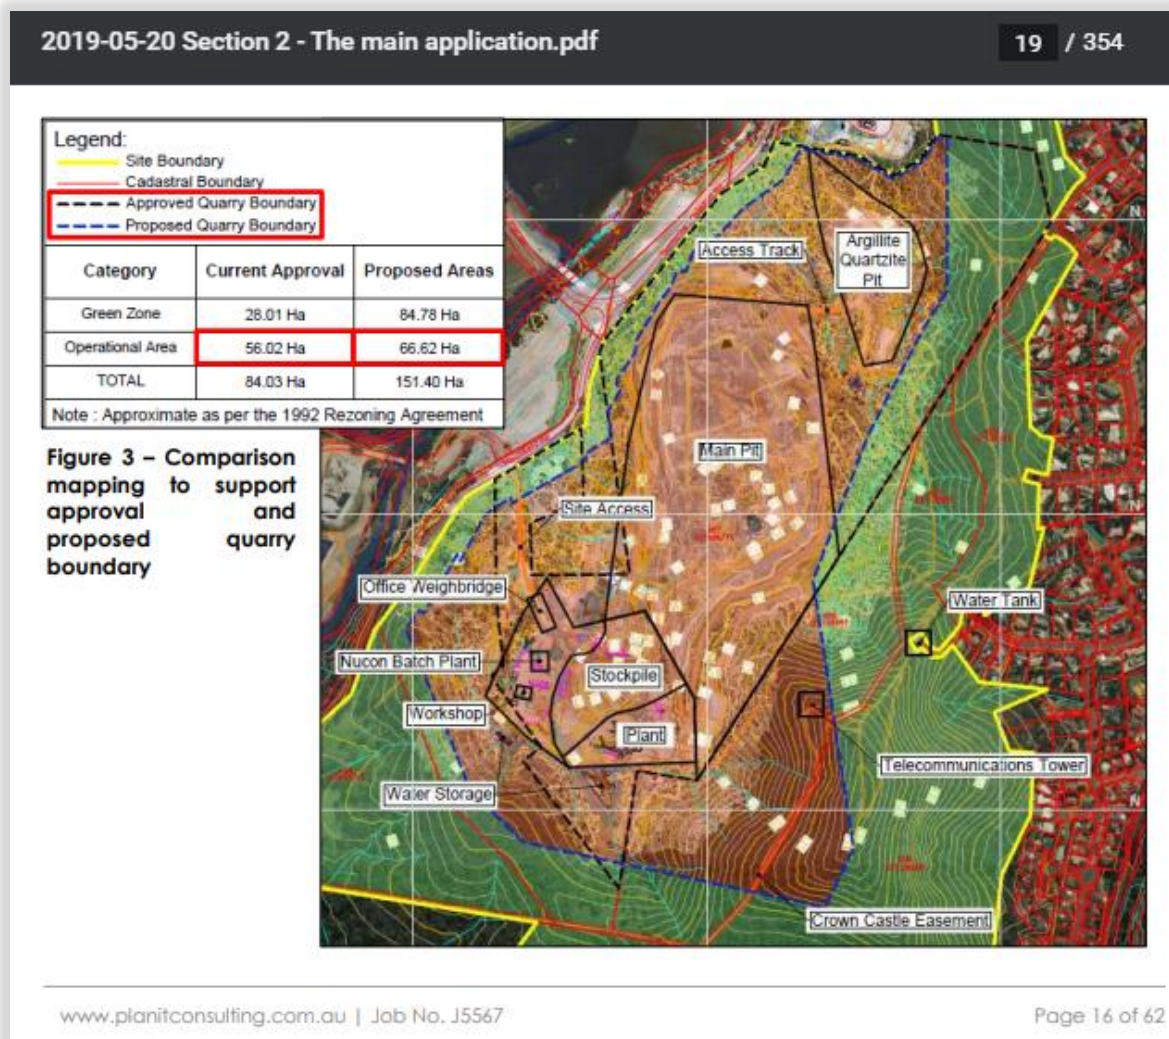 2019-05-20 Section 2 - The main application.pdf
19 / 354
Legend:
Site Boundary
Cadastral Boundary
Approved Quarry Boundary
Proposed Quarry Boundary
Category Current Approval Proposed Areas
Green Zone 28.01 Ha 84.78 Ha
Operational Area 56.02 Ha 66.62 Ha
TOTAL 84.03 Ha 151.40 Ha
Note : Approximate as per the 1992 Rezoning Agreement
Figure 3 – Comparison
mapping to support
approval and
proposed quarry
boundary
Access Track
Argillite
Quartzite
Pit
Main Pit
Site Access
Office Weighbridge
Water Tank
Nucon Batch Plant
Stockpile
Workshop
Plant
Telecommunications Tower
Water Storage
Crown Castle Easement
N
N
N
www.planitconsulting.com.au | Job No. J5567
Page 16 of 62